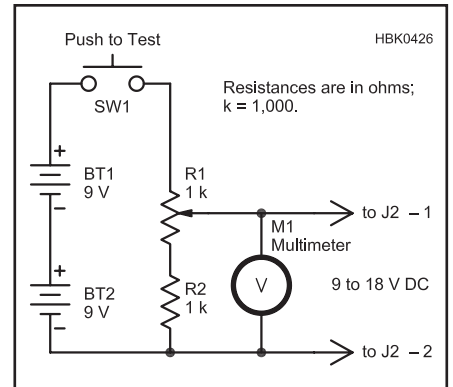 Push to Test
HBK0426
SW1
Resistances are in ohms;
k = 1,000.
+
BT1
9 V
–
R1
1 k
to J2 – 1
M1
Multimeter
+
BT2
9 V
–
R2
1 k
V
9 to 18 V DC
to J2 – 2